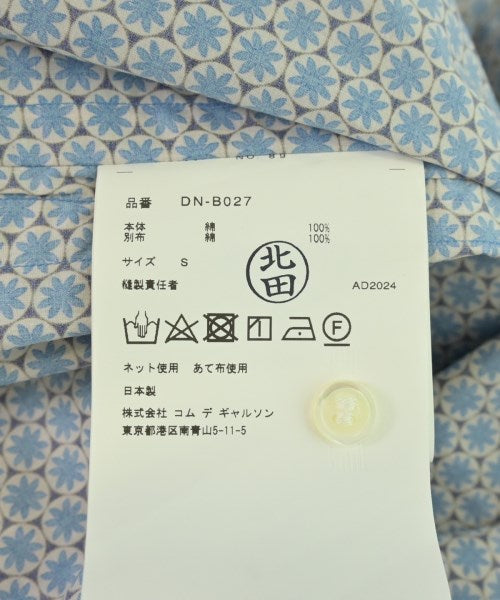 NO 89
品番 DN-B027
本体 綿 100%
別布 綿 100%
サイズ S
北田
縫製責任者 AD2024
F
ネット使用 あて布使用
日本製
株式会社 コム デ ギャルソン
東京都港区南青山5-11-5